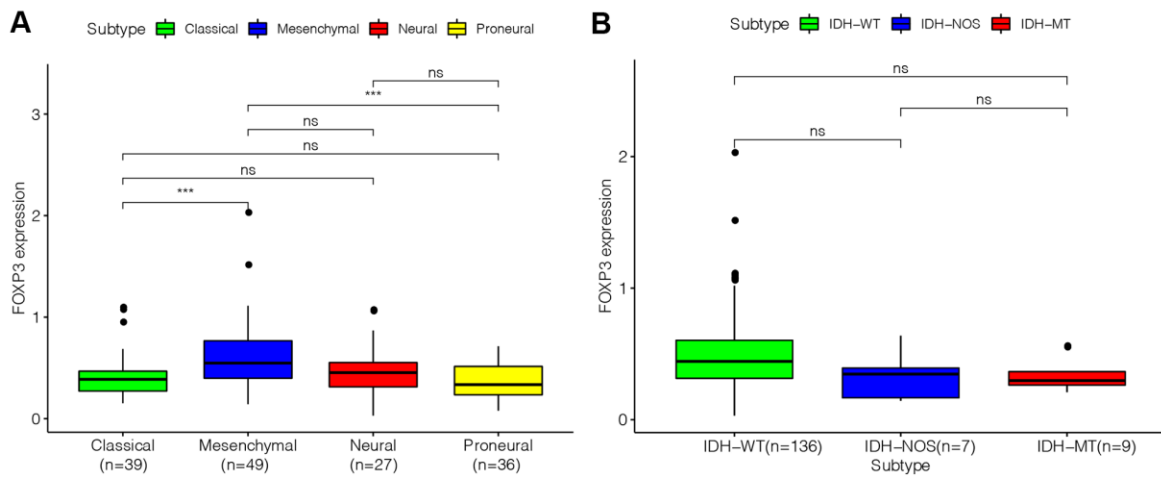 A
Subtype Classical Mesenchymal Neural Proneural
ns
***
ns
ns
ns
***
3
2
1
0
FOXP3 expression
Classical Mesenchymal Neural Proneural
(n=39) (n=49) (n=27) (n=36)
B
Subtype IDH–WT IDH–NOS IDH–MT
ns
ns
ns
2
1
0
FOXP3 expression
IDH–WT(n=136) IDH–NOS(n=7) IDH–MT(n=9)
Subtype